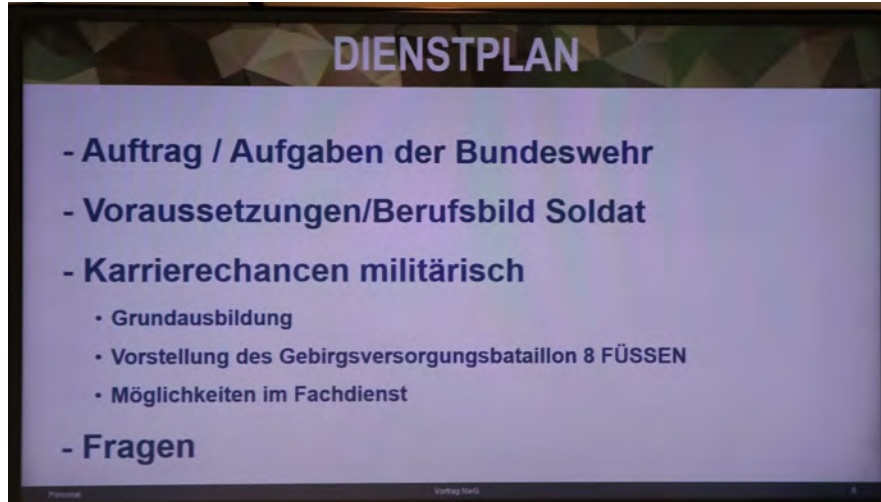 DIENSTPLAN
- Auftrag / Aufgaben der Bundeswehr
- Voraussetzungen/Berufsbild Soldat
- Karrierechancen militärisch
• Grundausbildung
• Vorstellung des Gebirgsversorgungsbataillon 8 FÜSSEN
• Möglichkeiten im Fachdienst
- Fragen
Personal Vortrag NwG